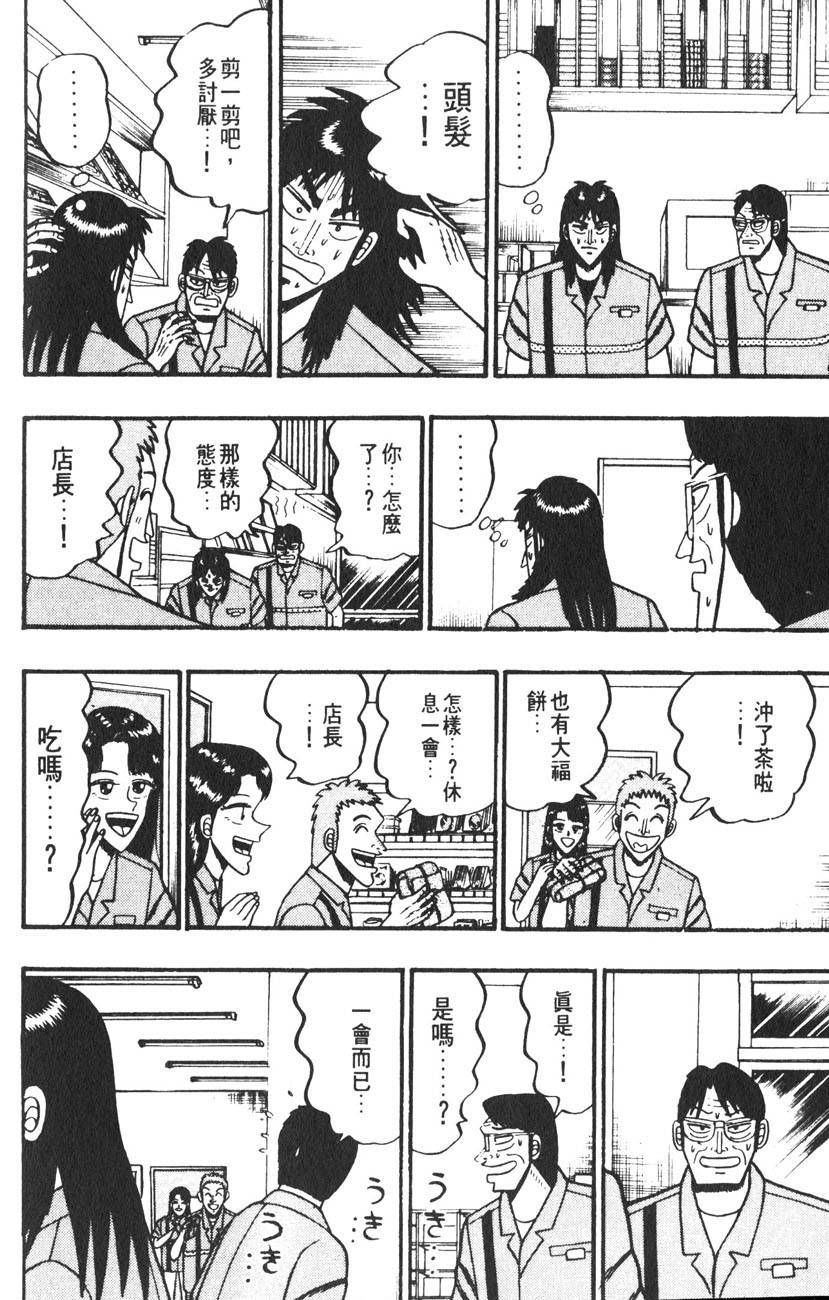 ………
頭髮
…！
剪一剪吧，
多討厭…！
………
………
你…怎麼
了…？
那樣的
態度…
店長…！
沖了茶啦
…！
也有大福
餅…
怎樣…？休
息一會…
店長
…！
吃嗎……？
眞是…！
是嗎……？
うき…
一會而已…
うき…
うき…